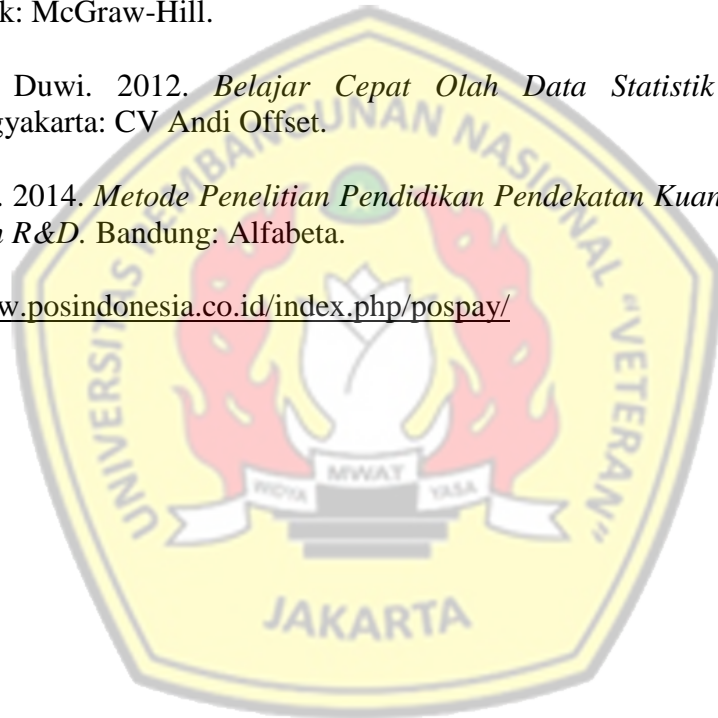 k: McGraw-Hill.
Duwi. 2012. Belajar Cepat Olah Data Statistik
gyakarta: CV Andi Offset.
. 2014. Metode Penelitian Pendidikan Pendekatan Kuan
n R&D. Bandung: Alfabeta.
w.posindonesia.co.id/index.php/pospay/
UNIVERSITAS PEMBANGUNAN NASIONAL "VETERAN"
WIDYA MWAT YASA
JAKARTA